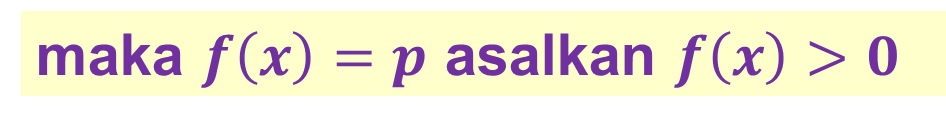 maka f(x) = p asalkan f(x) > 0